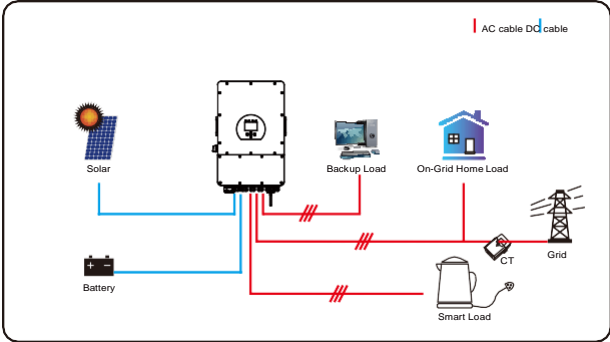 AC cable DC cable
Solar
Backup Load
On-Grid Home Load
CT
Grid
Battery
+ -
Smart Load